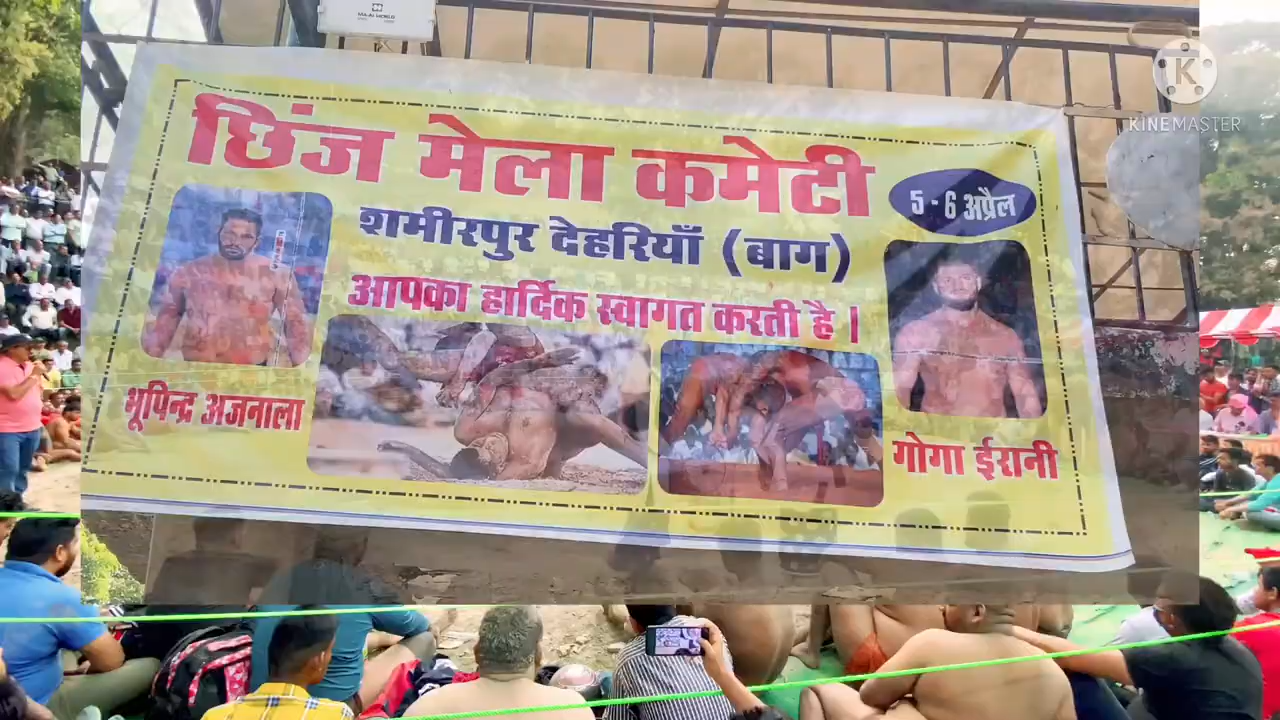 छिंज मेला कमेटी
5 - 6 अप्रैल
शमीरपुर देहरियाँ (बाग)
आपका हार्दिक स्वागत करती है |
भूपिन्द्र अजनाला
गोगा ईरानी
K
KINEMASTER